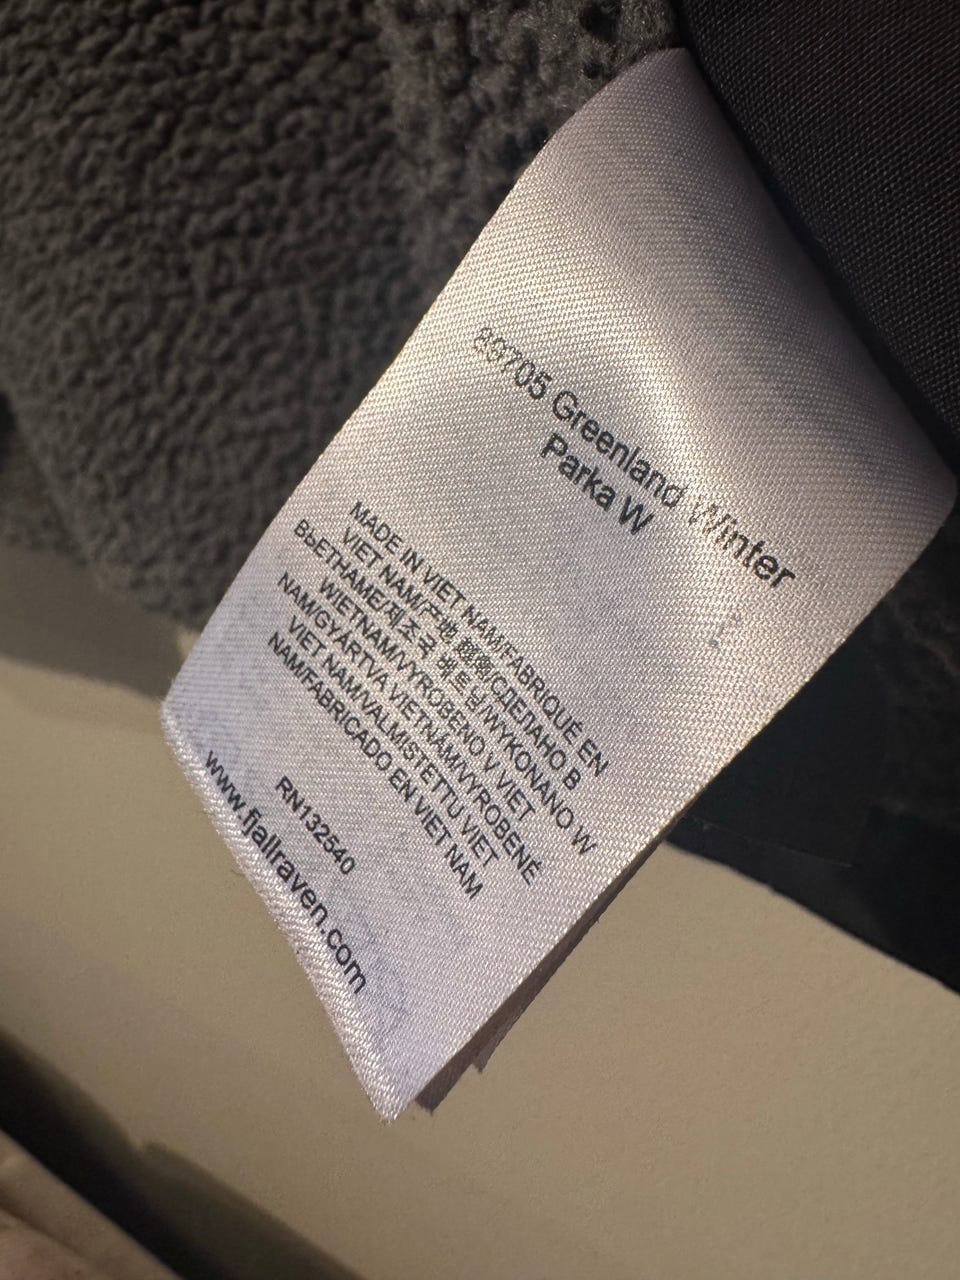 89705 Greenland Winter
Parka W
MADE IN VIET NAM/FABRIQUÉ EN
VIET NAM/产地 越南/СДЕЛАНО В
ВЬЕТНАМЕ/제조국 베트남/WYKONANO W
WIETNAM/VYROBENO V VIET
NAM/GYÁRTVA VIETNÁM/VYROBENÉ
VIET NAM/VALMISTETTU VIET
NAM/FABRICADO EN VIET NAM
RN132540
www.fjallraven.com